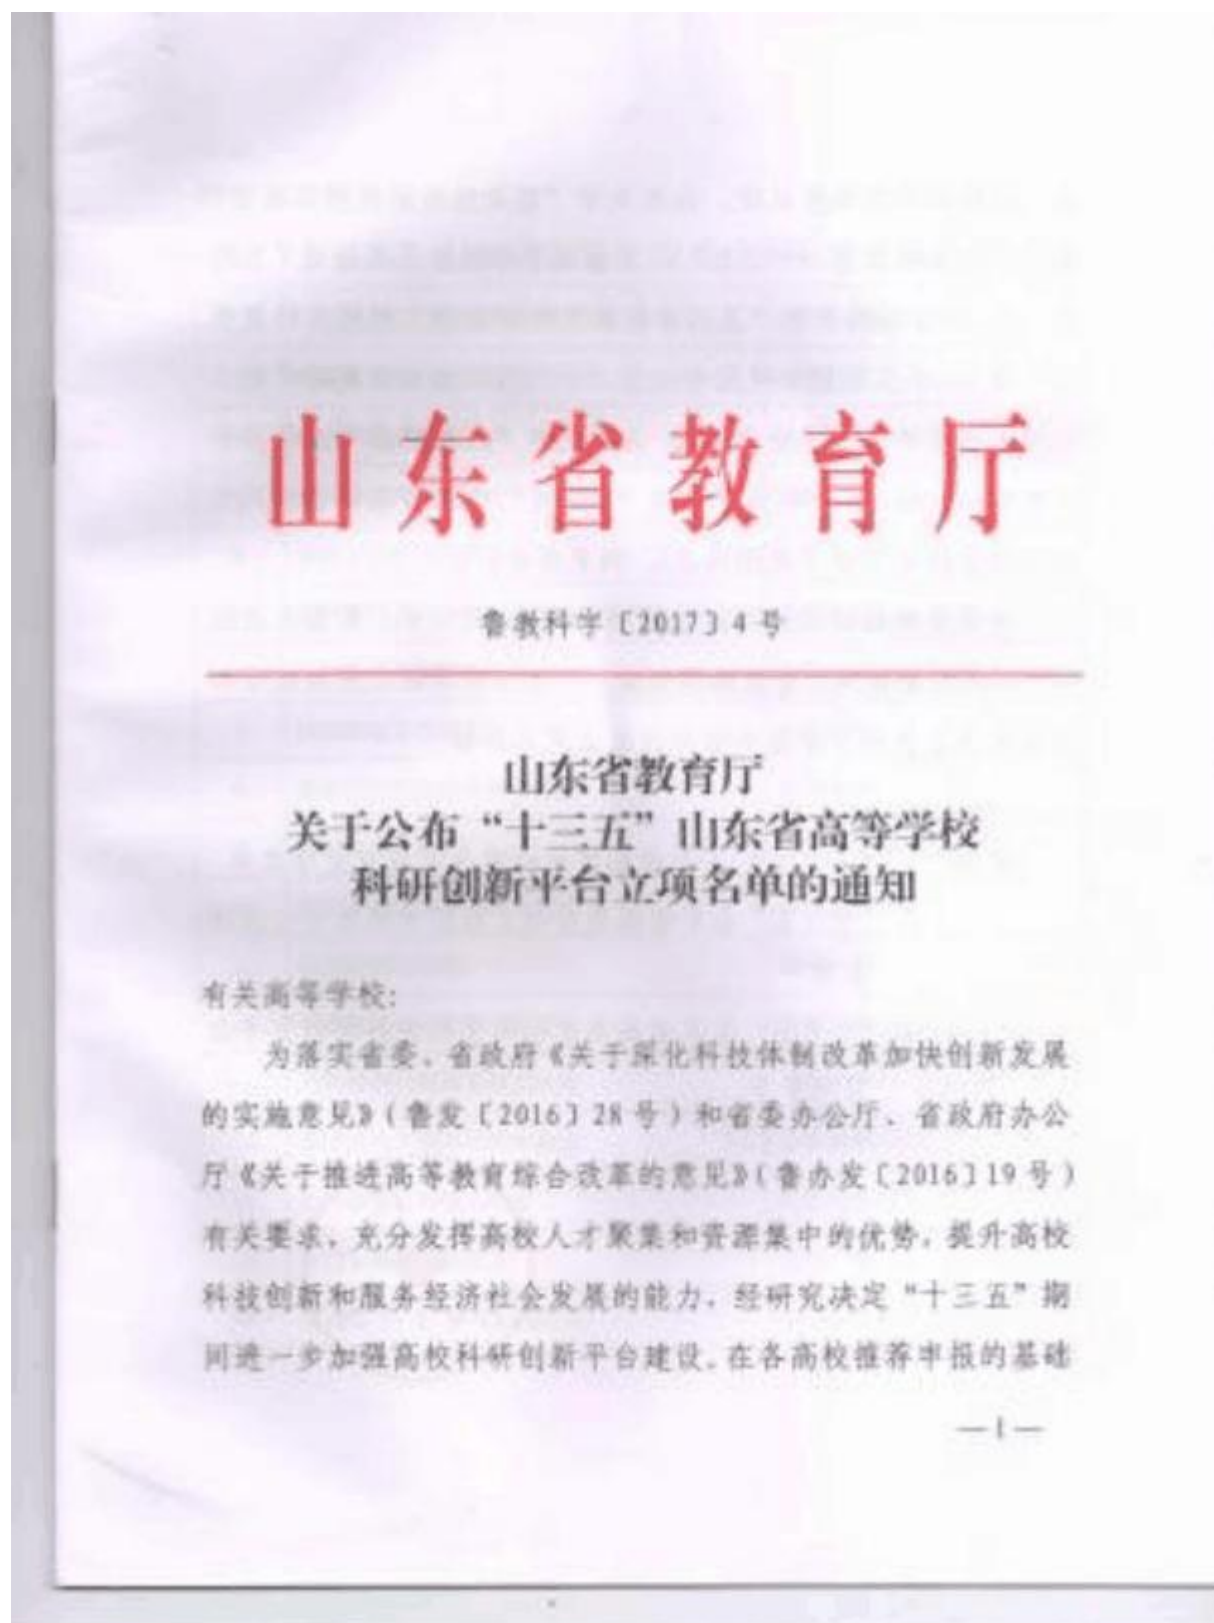 山东省教育厅
鲁教科字〔2017〕4号
山东省教育厅
关于公布“十三五”山东省高等学校
科研创新平台立项名单的通知
有关高等学校:
为落实省委、省政府《关于深化科技体制改革加快创新发展
的实施意见》(鲁发〔2016〕28号)和省委办公厅、省政府办公
厅《关于推进高等教育综合改革的意见》(鲁办发〔2016〕19号)
有关要求,充分发挥高校人才聚集和资源集中的优势,提升高校
科技创新和服务经济社会发展的能力,经研究决定“十三五”期
间进一步加强高校科研创新平台建设。在各高校推荐申报的基础
—1—